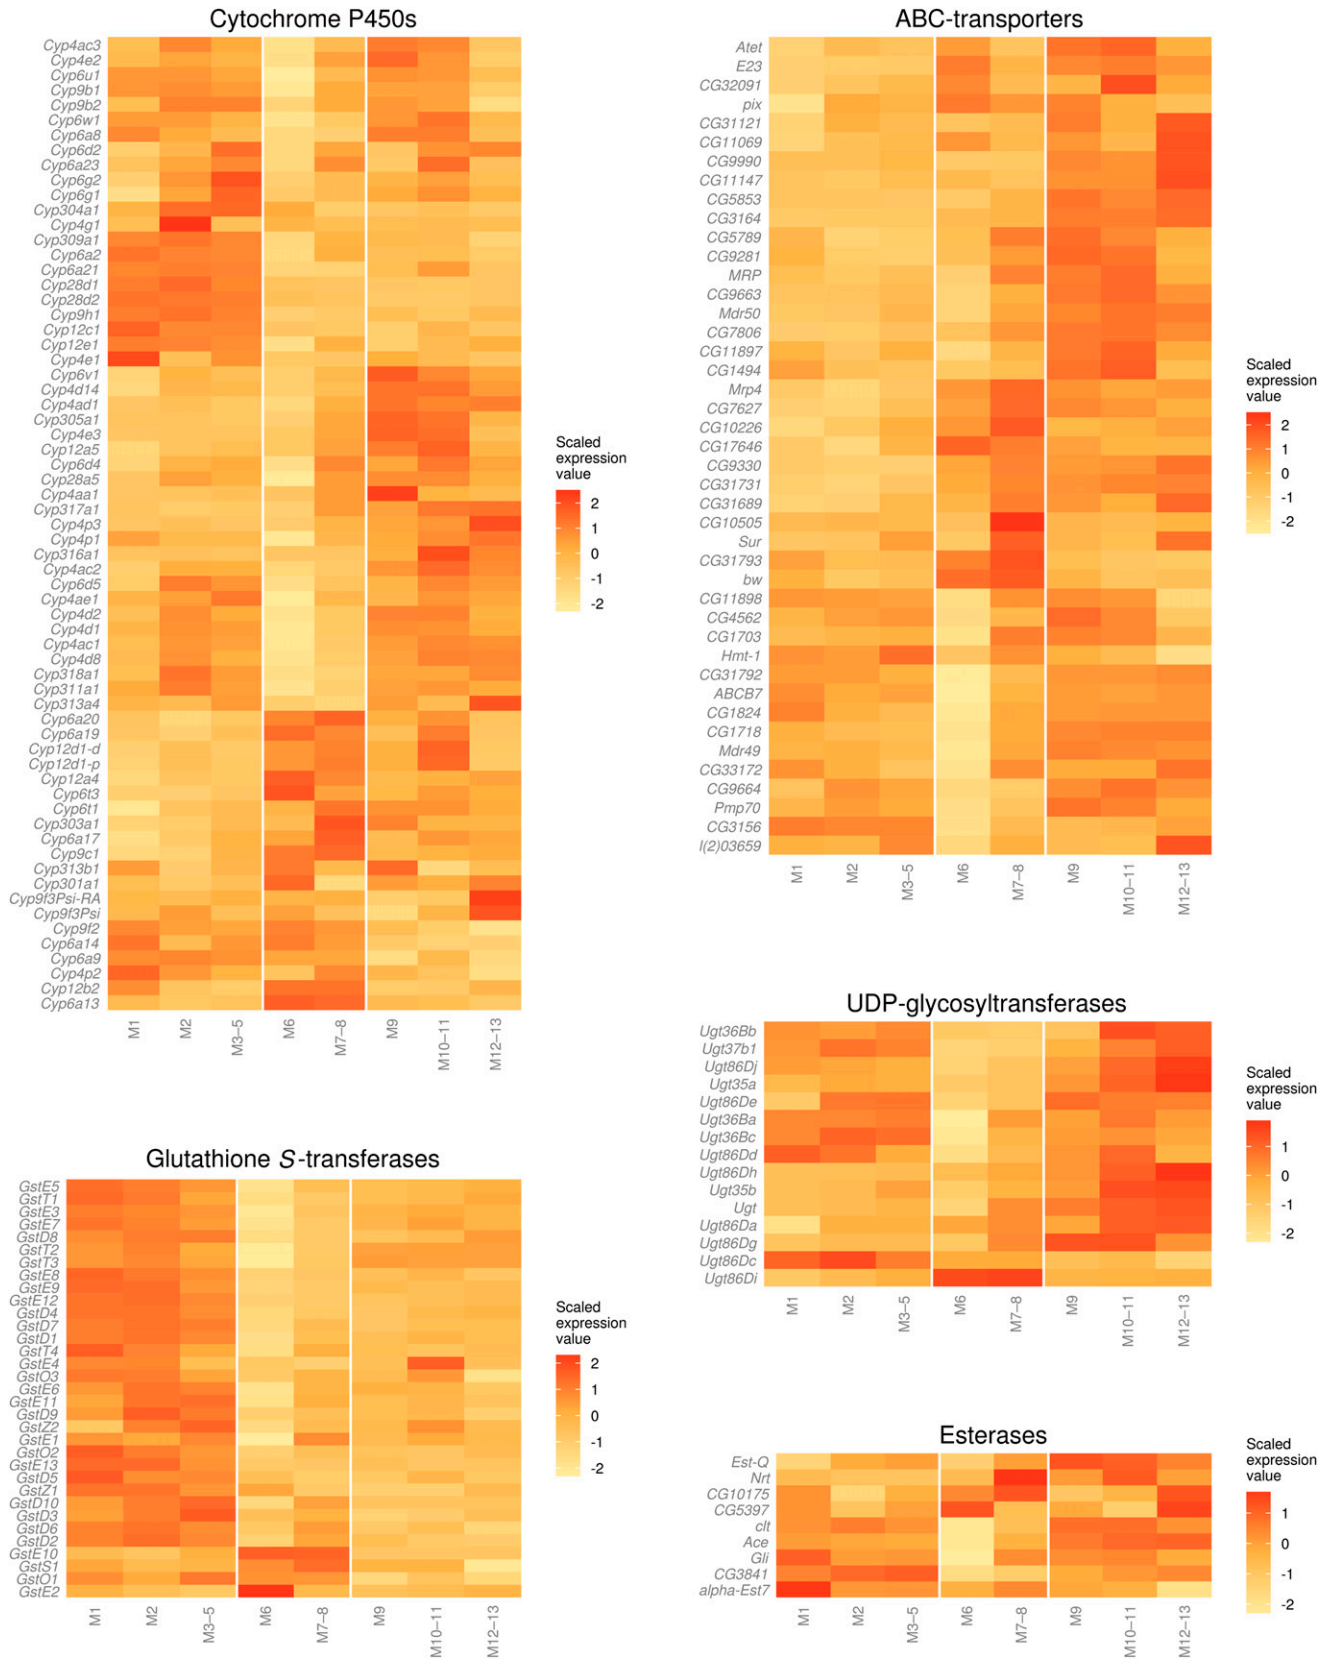 Cytochrome P450s
Cyp4ac3
Cyp4e2
Cyp6u1
Cyp9b1
Cyp9b2
Cyp6w1
Cyp6a8
Cyp6d2
Cyp6a23
Cyp6g2
Cyp6g1
Cyp304a1
Cyp4g1
Cyp309a1
Cyp6a2
Cyp6a21
Cyp28d1
Cyp28d2
Cyp9h1
Cyp12c1
Cyp12e1
Cyp4e1
Cyp6v1
Cyp4d14
Cyp4ad1
Cyp305a1
Cyp4e3
Cyp12a5
Cyp6d4
Cyp28a5
Cyp4aa1
Cyp317a1
Cyp4p3
Cyp4p1
Cyp316a1
Cyp4ac2
Cyp6d5
Cyp4ae1
Cyp4d2
Cyp4d1
Cyp4ac1
Cyp4d8
Cyp318a1
Cyp311a1
Cyp313a4
Cyp6a20
Cyp6a19
Cyp12d1-d
Cyp12d1-p
Cyp12a4
Cyp6t3
Cyp6t1
Cyp303a1
Cyp6a17
Cyp9c1
Cyp313b1
Cyp301a1
Cyp9f3Psi-RA
Cyp9f3Psi
Cyp9f2
Cyp6a14
Cyp6a9
Cyp4p2
Cyp12b2
Cyp6a13
M1 M2 M3–5 M6 M7–8 M9 M10–11 M12–13
Scaled
expression
value
2
1
0
-1
-2
ABC-transporters
Atet
E23
CG32091
pix
CG31121
CG11069
CG9990
CG11147
CG5853
CG3164
CG5789
CG9281
MRP
CG9663
Mdr50
CG7806
CG11897
CG1494
Mrp4
CG7627
CG10226
CG17646
CG9330
CG31731
CG31689
CG10505
Sur
CG31793
bw
CG11898
CG4562
CG1703
Hmt-1
CG31792
ABCB7
CG1824
CG1718
Mdr49
CG33172
CG9664
Pmp70
CG3156
l(2)03659
M1 M2 M3–5 M6 M7–8 M9 M10–11 M12–13
Scaled
expression
value
2
1
0
-1
-2
UDP-glycosyltransferases
Ugt36Bb
Ugt37b1
Ugt86Dj
Ugt35a
Ugt86De
Ugt36Ba
Ugt36Bc
Ugt86Dd
Ugt86Dh
Ugt35b
Ugt
Ugt86Da
Ugt86Dg
Ugt86Dc
Ugt86Di
M1 M2 M3–5 M6 M7–8 M9 M10–11 M12–13
Scaled
expression
value
1
0
-1
-2
Glutathione S-transferases
GstE5
GstT1
GstE3
GstE7
GstD8
GstT2
GstT3
GstE8
GstE9
GstE12
GstD4
GstD7
GstD1
GstT4
GstE4
GstO3
GstE6
GstE11
GstD9
GstZ2
GstE1
GstO2
GstE13
GstD5
GstZ1
GstD10
GstD3
GstD6
GstD2
GstE10
GstS1
GstO1
GstE2
M1 M2 M3–5 M6 M7–8 M9 M10–11 M12–13
Scaled
expression
value
2
1
0
-1
-2
Esterases
Est-Q
Nrt
CG10175
CG5397
clt
Ace
Gli
CG3841
alpha-Est7
M1 M2 M3–5 M6 M7–8 M9 M10–11 M12–13
Scaled
expression
value
1
0
-1
-2